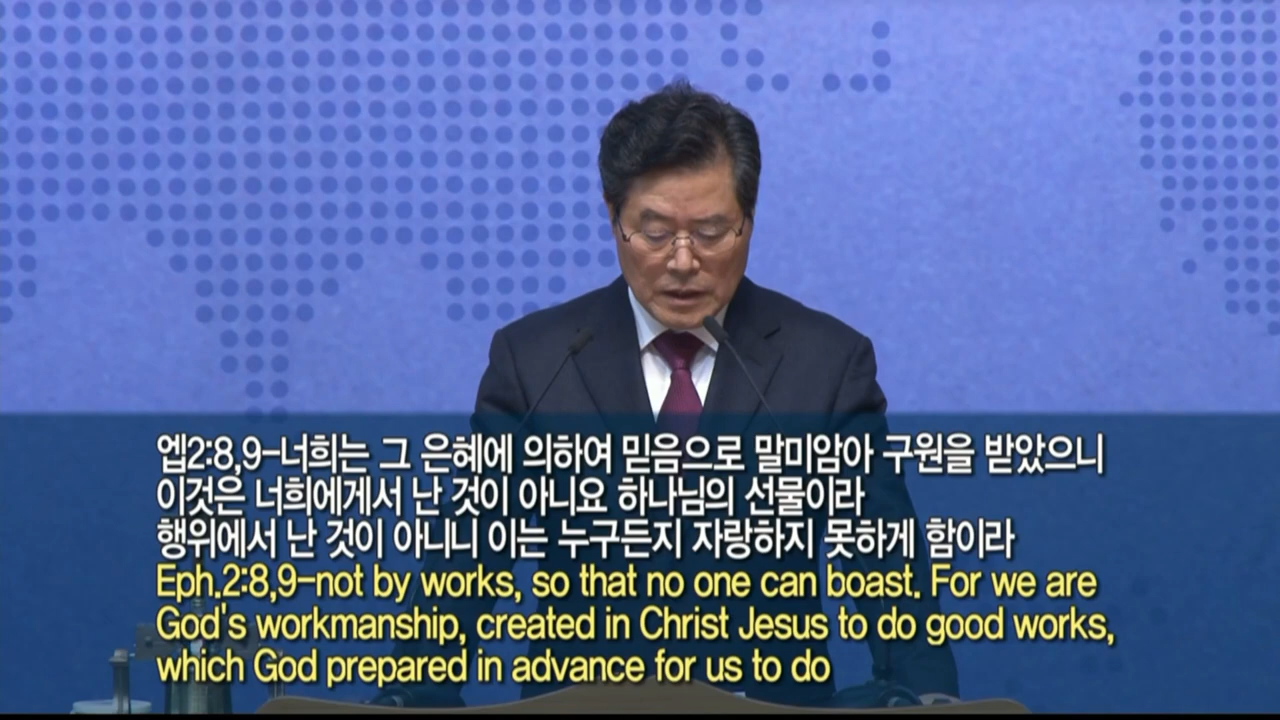 엡2:8,9-너희는 그 은혜에 의하여 믿음으로 말미암아 구원을 받았으니
이것은 너희에게서 난 것이 아니요 하나님의 선물이라
행위에서 난 것이 아니니 이는 누구든지 자랑하지 못하게 함이라
Eph.2:8,9-not by works, so that no one can boast. For we are
God's workmanship, created in Christ Jesus to do good works,
which God prepared in advance for us to do